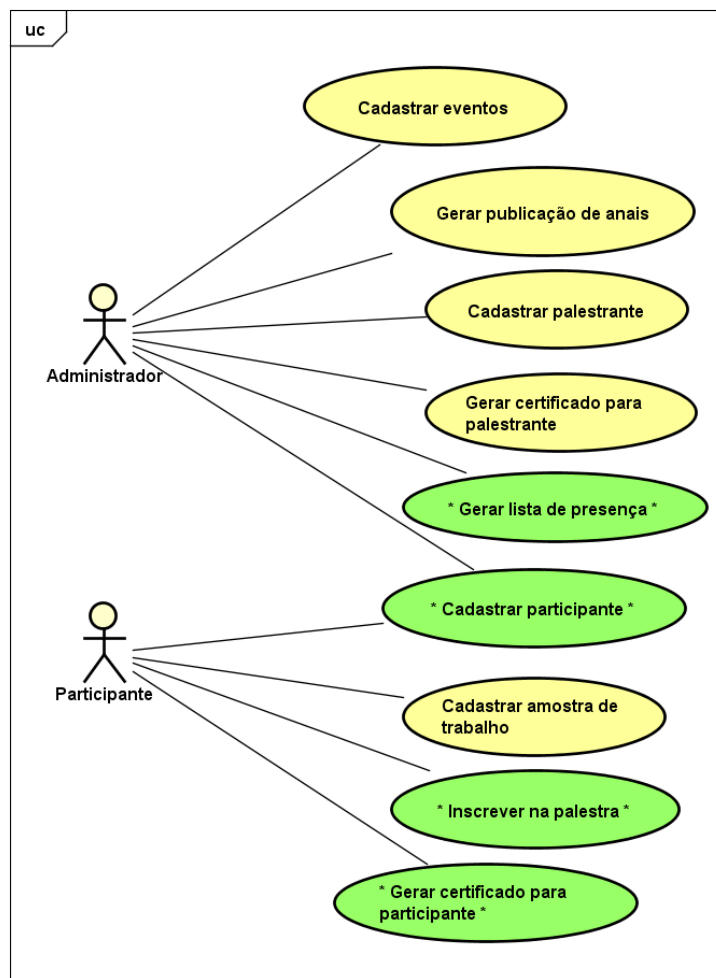 uc
Cadastrar eventos
Gerar publicação de anais
Cadastrar palestrante
Administrador
Gerar certificado para
palestrante
* Gerar lista de presença *
* Cadastrar participante *
Participante
Cadastrar amostra de
trabalho
* Inscrever na palestra *
* Gerar certificado para
participante *